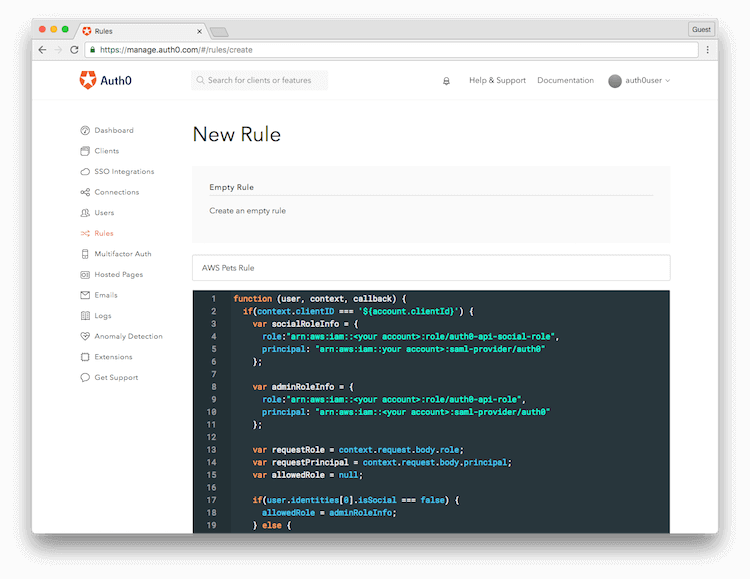 Rules
Guest
https://manage.auth0.com/#/rules/create
Auth0
Search for clients or features
Help & Support
Documentation
auth0user
Dashboard
Clients
SSO Integrations
Connections
Users
Rules
Multifactor Auth
Hosted Pages
Emails
Logs
Anomaly Detection
Extensions
Get Support
New Rule
Empty Rule
Create an empty rule
AWS Pets Rule
1 function (user, context, callback) {
2 if(context.clientID === '${account.clientId}') {
3 var socialRoleInfo = {
4 role:"arn:aws:iam::<your account>:role/auth0-api-social-role",
5 principal: "arn:aws:iam::<your account>:saml-provider/auth0"
6 };
7
8 var adminRoleInfo = {
9 role:"arn:aws:iam::<your account>:role/auth0-api-role",
10 principal: "arn:aws:iam::<your account>:saml-provider/auth0"
11 };
12
13 var requestRole = context.request.body.role;
14 var requestPrincipal = context.request.body.principal;
15 var allowedRole = null;
16
17 if(user.identities[0].isSocial === false) {
18 allowedRole = adminRoleInfo;
19 } else {